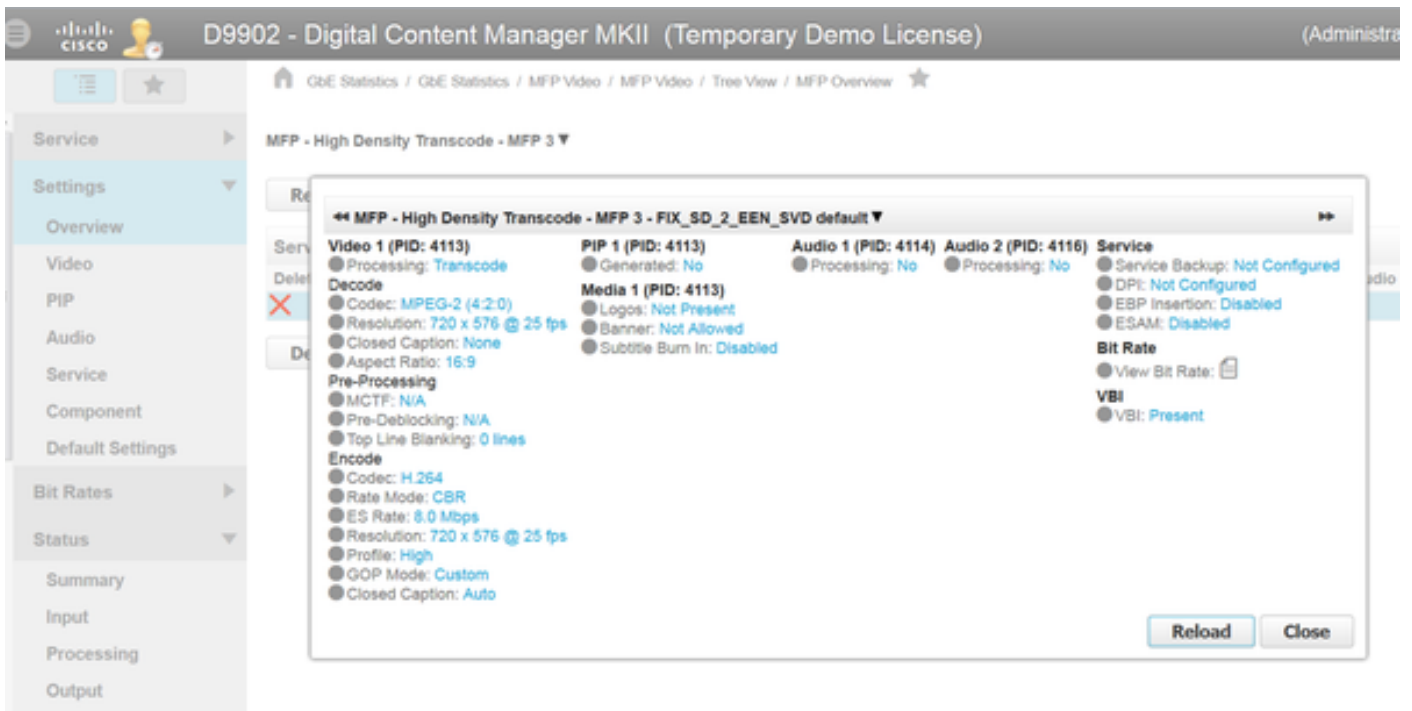 cisco
D9902 - Digital Content Manager MKII (Temporary Demo License)
(Administra
GbE Statistics / GbE Statistics / MFP Video / MFP Video / Tree View / MFP Overview
Service
Settings
Overview
Video
PIP
Audio
Service
Component
Default Settings
Bit Rates
Status
Summary
Input
Processing
Output
MFP - High Density Transcode - MFP 3
Re
Serv
Delet
De
udio
MFP - High Density Transcode - MFP 3 - FIX_SD_2_EEN_SVD default
Video 1 (PID: 4113)
Processing: Transcode
Decode
Codec: MPEG-2 (4:2:0)
Resolution: 720 x 576 @ 25 fps
Closed Caption: None
Aspect Ratio: 16:9
Pre-Processing
MCTF: N/A
Pre-Deblocking: N/A
Top Line Blanking: 0 lines
Encode
Codec: H.264
Rate Mode: CBR
ES Rate: 8.0 Mbps
Resolution: 720 x 576 @ 25 fps
Profile: High
GOP Mode: Custom
Closed Caption: Auto
PIP 1 (PID: 4113)
Generated: No
Media 1 (PID: 4113)
Logos: Not Present
Banner: Not Allowed
Subtitle Burn In: Disabled
Audio 1 (PID: 4114)
Processing: No
Audio 2 (PID: 4116)
Processing: No
Service
Service Backup: Not Configured
DPI: Not Configured
EBP Insertion: Disabled
ESAM: Disabled
Bit Rate
View Bit Rate:
VBI
VBI: Present
Reload
Close